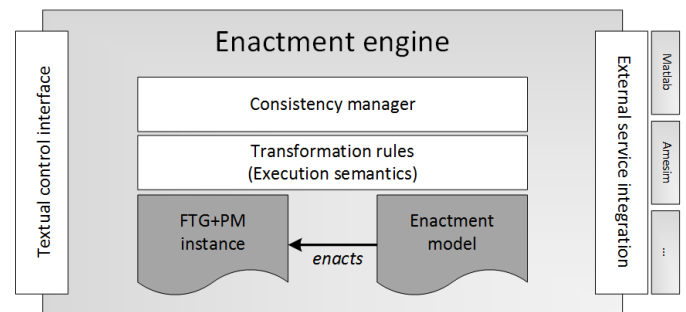 Enactment engine
Textual control interface
Consistency manager
Transformation rules
(Execution semantics)
FTG+PM
instance
enacts
Enactment
model
External service integration
Matlab
Amesim
...